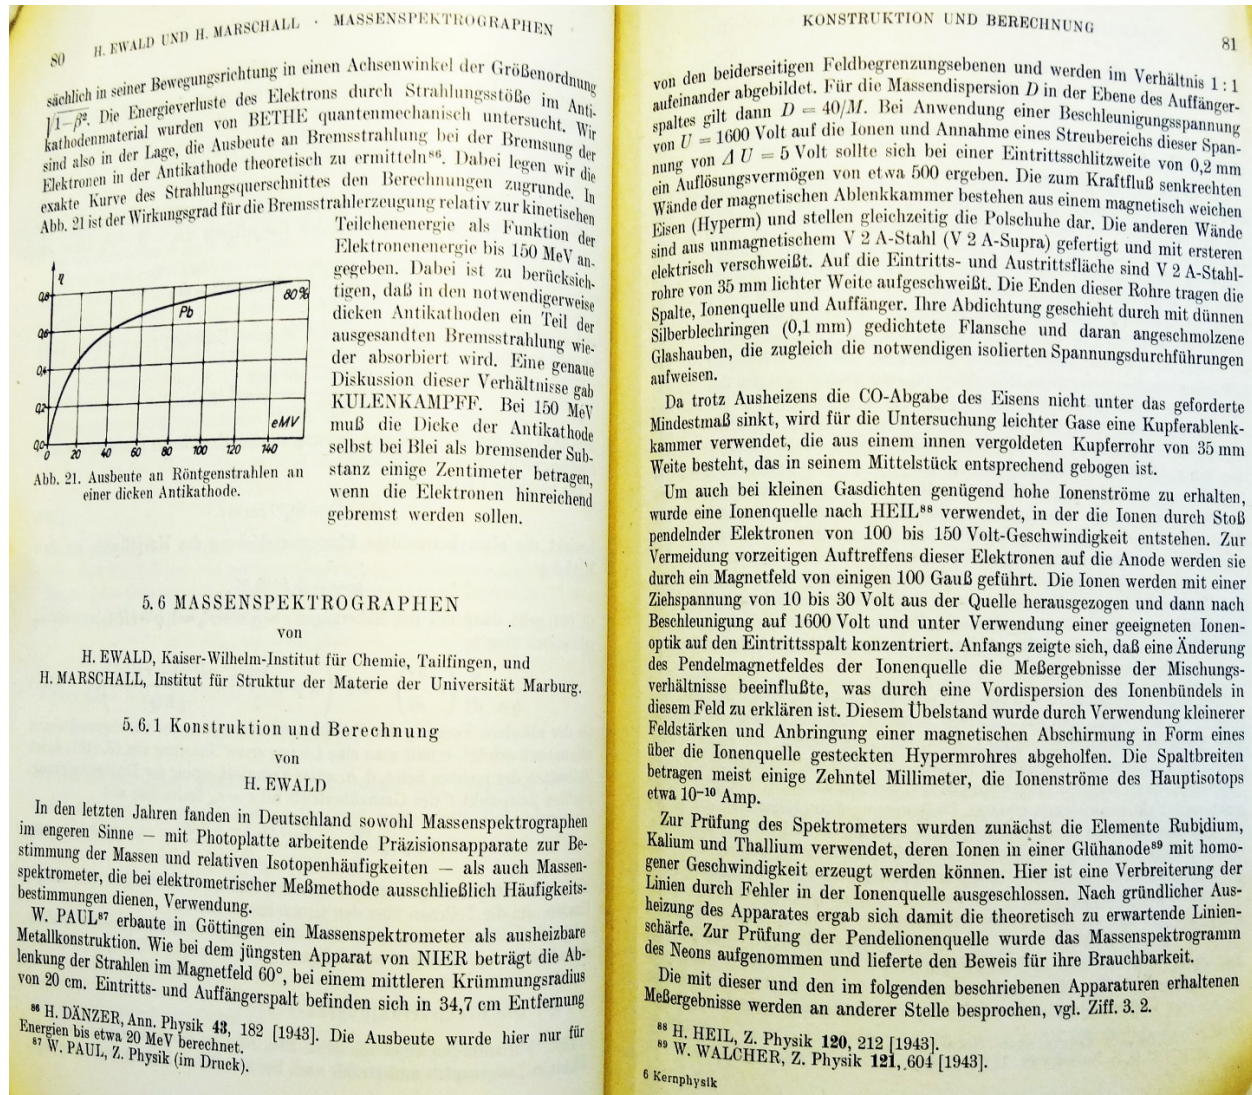 80 H. EWALD UND H. MARSCHALL · MASSENSPEKTROGRAPHEN
sächlich in seiner Bewegungsrichtung in einen Achsenwinkel der Größenordnung
√1−β². Die Energieverluste des Elektrons durch Strahlungsstöße im Anti-
kathodenmaterial wurden von BETHE quantenmechanisch untersucht. Wir
sind also in der Lage, die Ausbeute an Bremsstrahlung bei der Bremsung der
Elektronen in der Antikathode theoretisch zu ermitteln⁸⁶. Dabei legen wir die
exakte Kurve des Strahlungsquerschnittes den Berechnungen zugrunde. In
Abb. 21 ist der Wirkungsgrad für die Bremsstrahlerzeugung relativ zur kinetischen
Teilchenenergie als Funktion der
Elektronenenergie bis 150 MeV an-
gegeben. Dabei ist zu berücksich-
tigen, daß in den notwendigerweise
dicken Antikathoden ein Teil der
ausgesandten Bremsstrahlung wie-
der absorbiert wird. Eine genaue
Diskussion dieser Verhältnisse gab
KULENKAMPFF. Bei 150 MeV
muß die Dicke der Antikathode
selbst bei Blei als bremsender Sub-
stanz einige Zentimeter betragen,
wenn die Elektronen hinreichend
gebremst werden sollen.
η
0,8
80%
Pb
0,6
0,4
0,2
eMV
0,0
0 20 40 60 80 100 120 140
Abb. 21. Ausbeute an Röntgenstrahlen an
einer dicken Antikathode.
5.6 MASSENSPEKTROGRAPHEN
von
H. EWALD, Kaiser-Wilhelm-Institut für Chemie, Tailfingen, und
H. MARSCHALL, Institut für Struktur der Materie der Universität Marburg.
5.6.1 Konstruktion und Berechnung
von
H. EWALD
In den letzten Jahren fanden in Deutschland sowohl Massenspektrographen
im engeren Sinne — mit Photoplatte arbeitende Präzisionsapparate zur Be-
stimmung der Massen und relativen Isotopenhäufigkeiten — als auch Massen-
spektrometer, die bei elektrometrischer Meßmethode ausschließlich Häufigkeits-
bestimmungen dienen, Verwendung.
W. PAUL⁸⁷ erbaute in Göttingen ein Massenspektrometer als ausheizbare
Metallkonstruktion. Wie bei dem jüngsten Apparat von NIER beträgt die Ab-
lenkung der Strahlen im Magnetfeld 60°, bei einem mittleren Krümmungsradius
von 20 cm. Eintritts- und Auffängerspalt befinden sich in 34,7 cm Entfernung
⁸⁶ H. DÄNZER, Ann. Physik 43, 182 [1943]. Die Ausbeute wurde hier nur für
Energien bis etwa 20 MeV berechnet.
⁸⁷ W. PAUL, Z. Physik (im Druck).
KONSTRUKTION UND BERECHNUNG 81
von den beiderseitigen Feldbegrenzungsebenen und werden im Verhältnis 1 : 1
aufeinander abgebildet. Für die Massendispersion D in der Ebene des Auffänger-
spaltes gilt dann D = 40/M. Bei Anwendung einer Beschleunigungsspannung
von U = 1600 Volt auf die Ionen und Annahme eines Streubereichs dieser Span-
nung von Δ U = 5 Volt sollte sich bei einer Eintrittsschlitzweite von 0,2 mm
ein Auflösungsvermögen von etwa 500 ergeben. Die zum Kraftfluß senkrechten
Wände der magnetischen Ablenkkammer bestehen aus einem magnetisch weichen
Eisen (Hyperm) und stellen gleichzeitig die Polschuhe dar. Die anderen Wände
sind aus unmagnetischem V 2 A-Stahl (V 2 A-Supra) gefertigt und mit ersteren
elektrisch verschweißt. Auf die Eintritts- und Austrittsfläche sind V 2 A-Stahl-
rohre von 35 mm lichter Weite aufgeschweißt. Die Enden dieser Rohre tragen die
Spalte, Ionenquelle und Auffänger. Ihre Abdichtung geschieht durch mit dünnen
Silberblechringen (0,1 mm) gedichtete Flansche und daran angeschmolzene
Glashauben, die zugleich die notwendigen isolierten Spannungsdurchführungen
aufweisen.
Da trotz Ausheizens die CO-Abgabe des Eisens nicht unter das geforderte
Mindestmaß sinkt, wird für die Untersuchung leichter Gase eine Kupferablenk-
kammer verwendet, die aus einem innen vergoldeten Kupferrohr von 35 mm
Weite besteht, das in seinem Mittelstück entsprechend gebogen ist.
Um auch bei kleinen Gasdichten genügend hohe Ionenströme zu erhalten,
wurde eine Ionenquelle nach HEIL⁸⁸ verwendet, in der die Ionen durch Stoß
pendelnder Elektronen von 100 bis 150 Volt-Geschwindigkeit entstehen. Zur
Vermeidung vorzeitigen Auftreffens dieser Elektronen auf die Anode werden sie
durch ein Magnetfeld von einigen 100 Gauß geführt. Die Ionen werden mit einer
Ziehspannung von 10 bis 30 Volt aus der Quelle herausgezogen und dann nach
Beschleunigung auf 1600 Volt und unter Verwendung einer geeigneten Ionen-
optik auf den Eintrittsspalt konzentriert. Anfangs zeigte sich, daß eine Änderung
des Pendelmagnetfeldes der Ionenquelle die Meßergebnisse der Mischungs-
verhältnisse beeinflußte, was durch eine Vordispersion des Ionenbündels in
diesem Feld zu erklären ist. Diesem Übelstand wurde durch Verwendung kleinerer
Feldstärken und Anbringung einer magnetischen Abschirmung in Form eines
über die Ionenquelle gesteckten Hypermrohres abgeholfen. Die Spaltbreiten
betragen meist einige Zehntel Millimeter, die Ionenströme des Hauptisotops
etwa 10⁻¹⁰ Amp.
Zur Prüfung des Spektrometers wurden zunächst die Elemente Rubidium,
Kalium und Thallium verwendet, deren Ionen in einer Glühanode⁸⁹ mit homo-
gener Geschwindigkeit erzeugt werden können. Hier ist eine Verbreiterung der
Linien durch Fehler in der Ionenquelle ausgeschlossen. Nach gründlicher Aus-
heizung des Apparates ergab sich damit die theoretisch zu erwartende Linien-
schärfe. Zur Prüfung der Pendelionenquelle wurde das Massenspektrogramm
des Neons aufgenommen und lieferte den Beweis für ihre Brauchbarkeit.
Die mit dieser und den im folgenden beschriebenen Apparaturen erhaltenen
Meßergebnisse werden an anderer Stelle besprochen, vgl. Ziff. 3. 2.
⁸⁸ H. HEIL, Z. Physik 120, 212 [1943].
⁸⁹ W. WALCHER, Z. Physik 121, 604 [1943].
6 Kernphysik